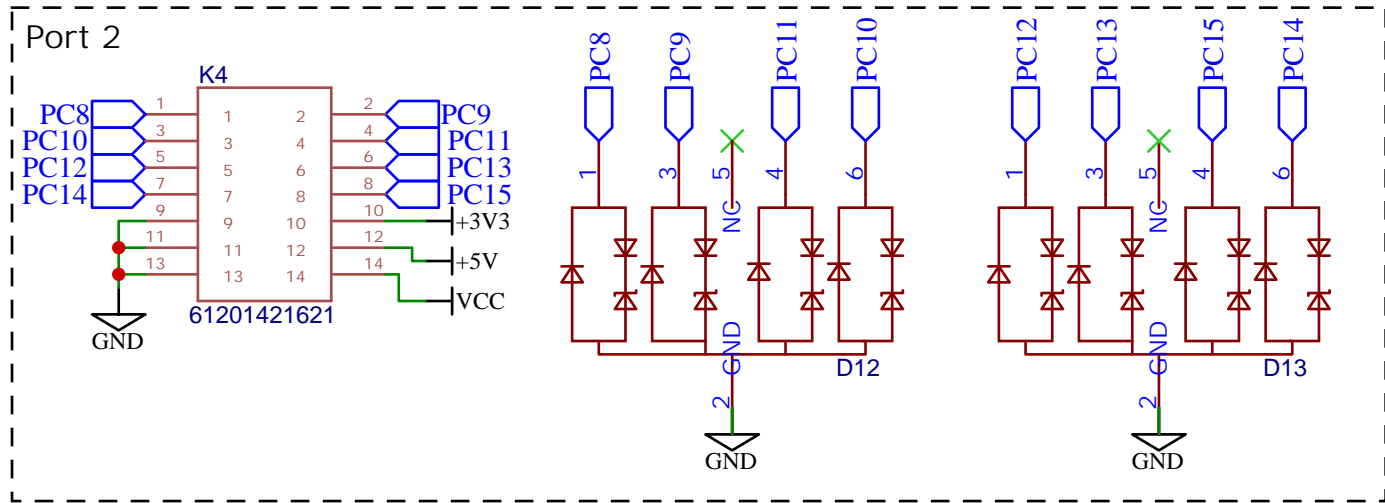 Port 2
K4
PC8 1 1 2 2 PC9
PC10 3 3 4 4 PC11
PC12 5 5 6 6 PC13
PC14 7 7 8 8 PC15
9 9 10 10 +3V3
11 11 12 12 +5V
13 13 14 14 VCC
61201421621
GND
PC8 PC9 PC11 PC10
1 3 5 4 6
NC
GND
D12
2
GND
PC12 PC13 PC15 PC14
1 3 5 4 6
NC
GND
D13
2
GND